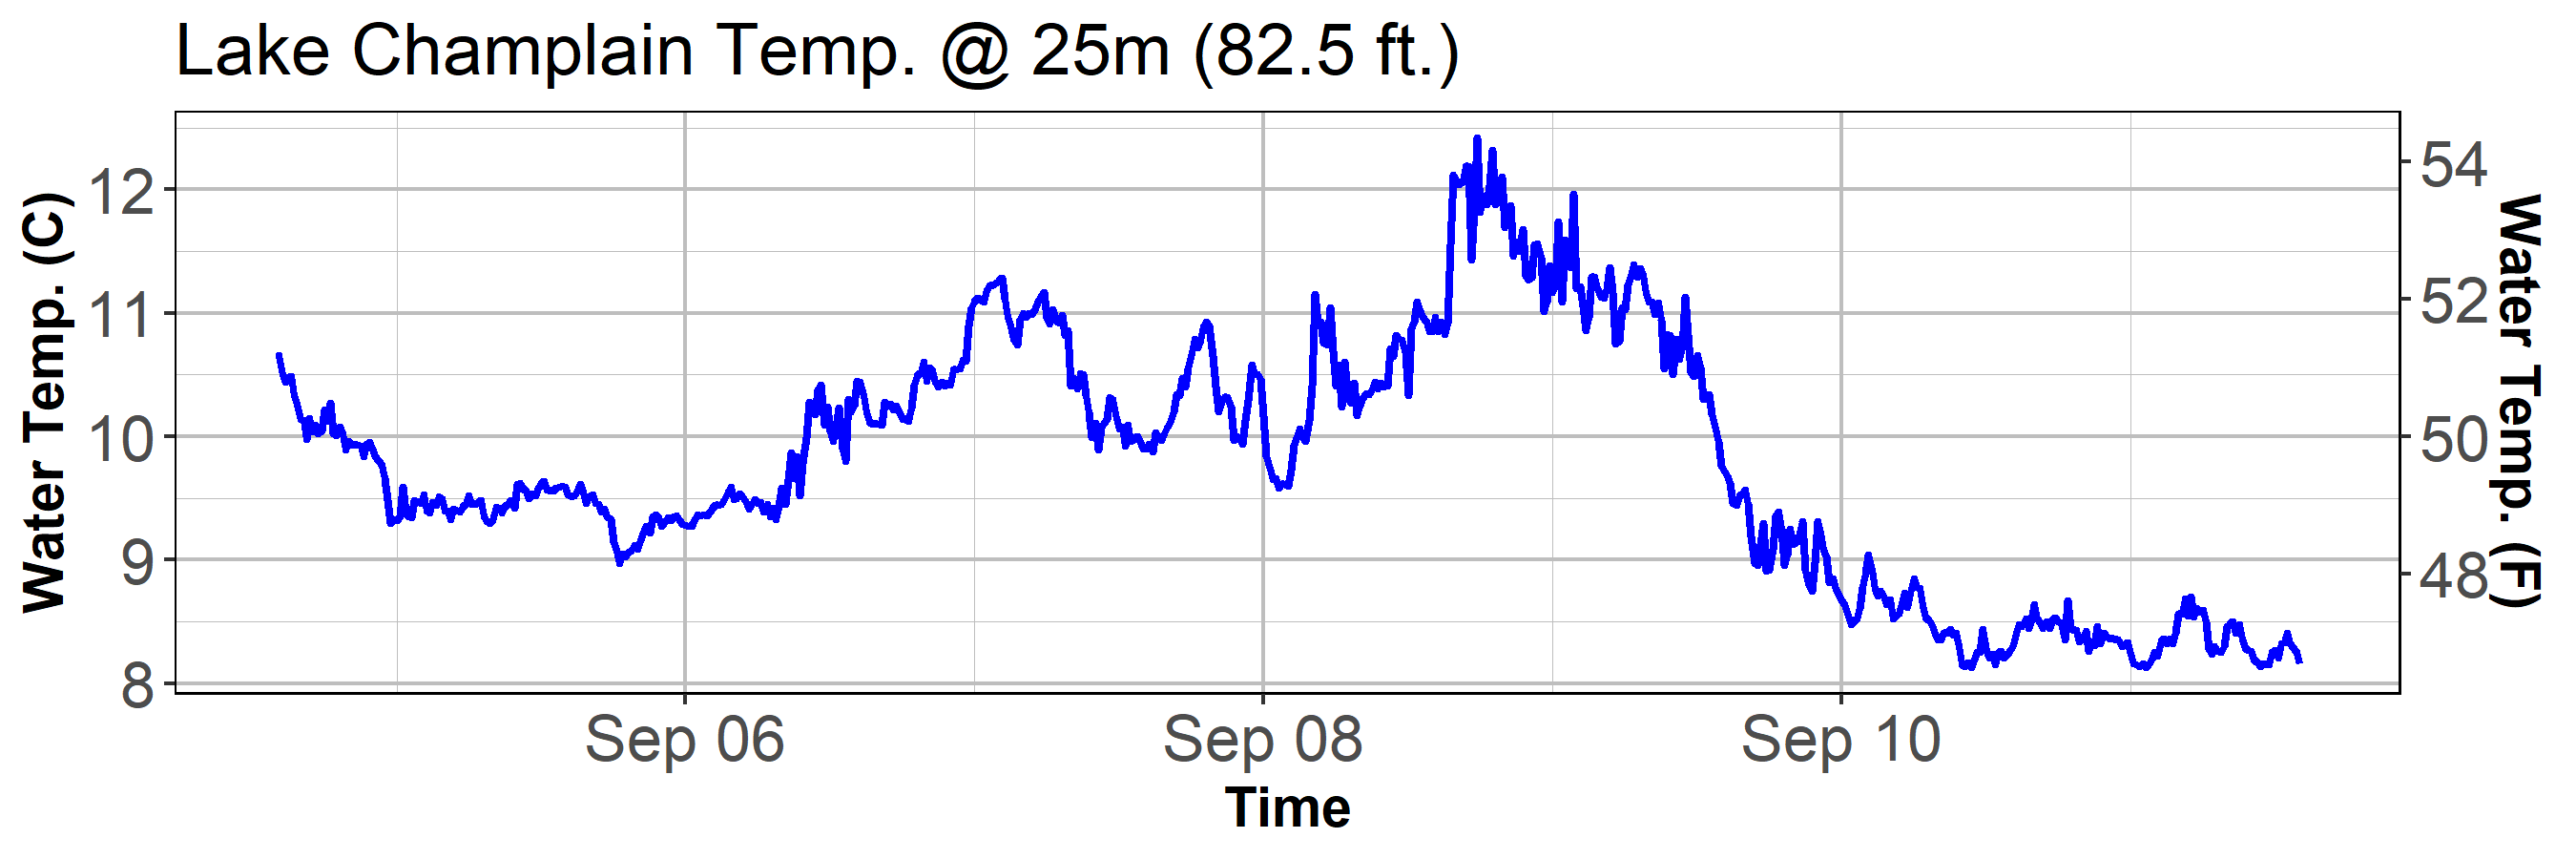 Lake Champlain Temp. @ 25m (82.5 ft.)
Water Temp. (C)
12
11
10
9
8
54
52
50
48
Water Temp. (F)
Sep 06
Sep 08
Sep 10
Time